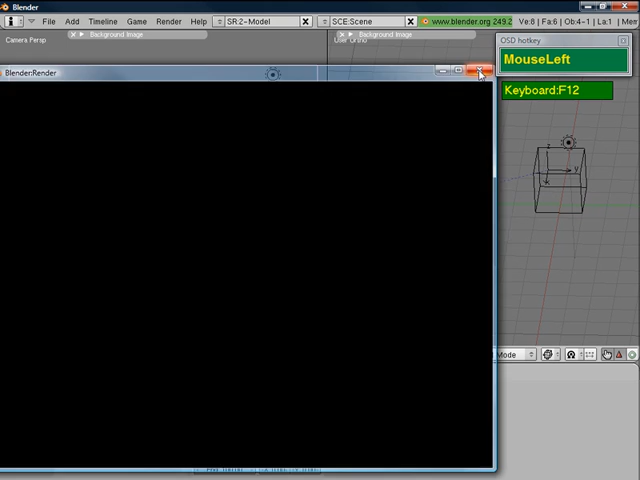 Blender
File Add Timeline Game Render Help SR:2-Model SCE:Scene www.blender.org 249.2 Ve:8 | Fa:6 | Ob:4-1 | La:1 | Mem
Camera Persp
Background Image
Background Image
User Ortho
OSD hotkey
MouseLeft
Keyboard:F12
Blender:Render
z
y
x
Mode